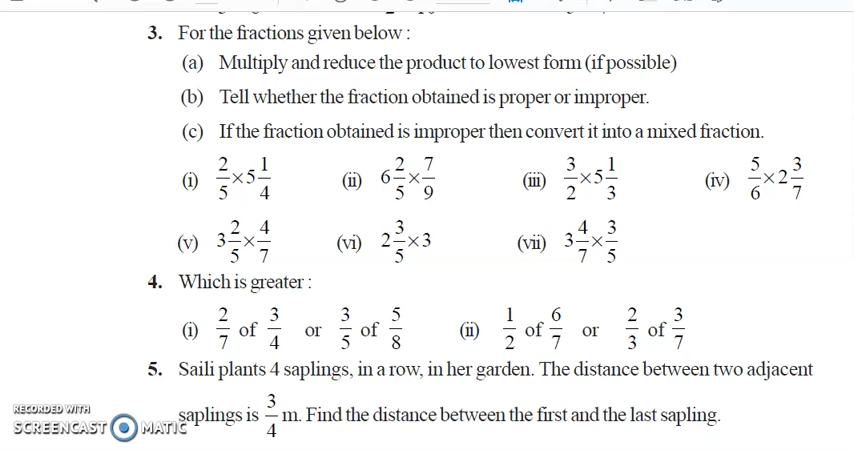 3. For the fractions given below :
(a) Multiply and reduce the product to lowest form (if possible)
(b) Tell whether the fraction obtained is proper or improper.
(c) If the fraction obtained is improper then convert it into a mixed fraction.
(i) 2/5 × 5 1/4 (ii) 6 2/5 × 7/9 (iii) 3/2 × 5 1/3 (iv) 5/6 × 2 3/7
(v) 3 2/5 × 4/7 (vi) 2 3/5 × 3 (vii) 3 4/7 × 3/5
4. Which is greater :
(i) 2/7 of 3/4 or 3/5 of 5/8 (ii) 1/2 of 6/7 or 2/3 of 3/7
5. Saili plants 4 saplings, in a row, in her garden. The distance between two adjacent
saplings is 3/4 m. Find the distance between the first and the last sapling.
RECORDED WITH
SCREENCAST MATIC